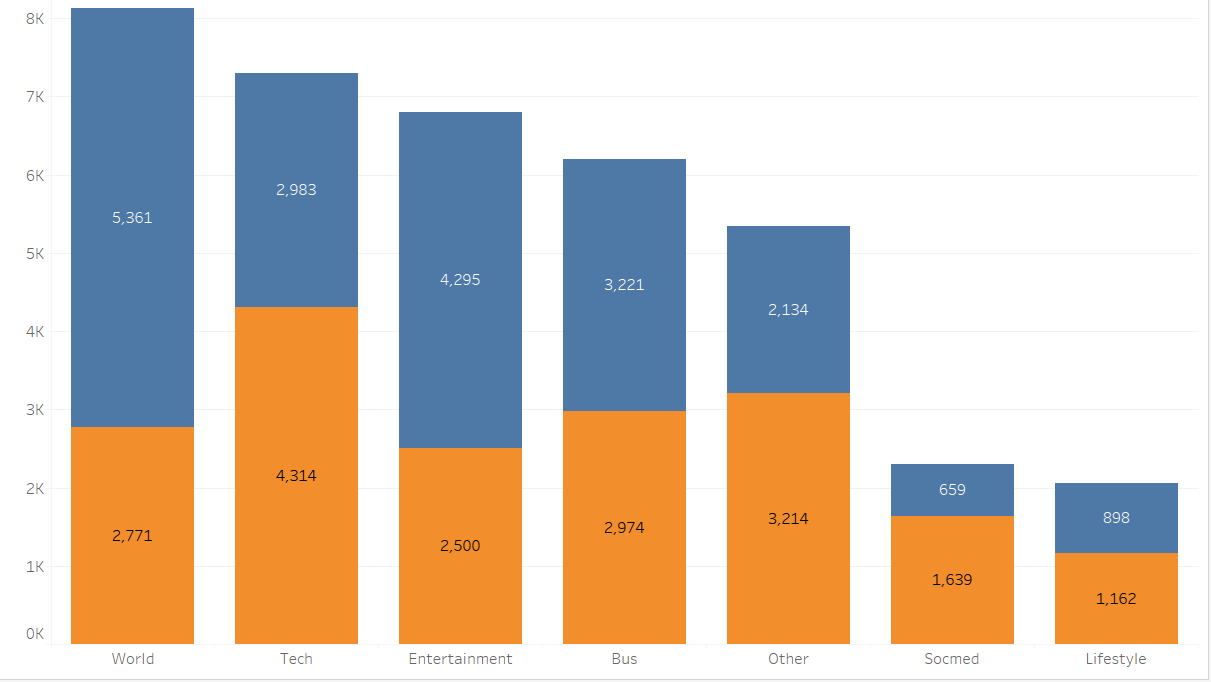 8K
7K
6K
5K
4K
3K
2K
1K
0K
5,361
2,983
4,295
3,221
2,134
659
898
2,771
4,314
2,500
2,974
3,214
1,639
1,162
World Tech Entertainment Bus Other Socmed Lifestyle